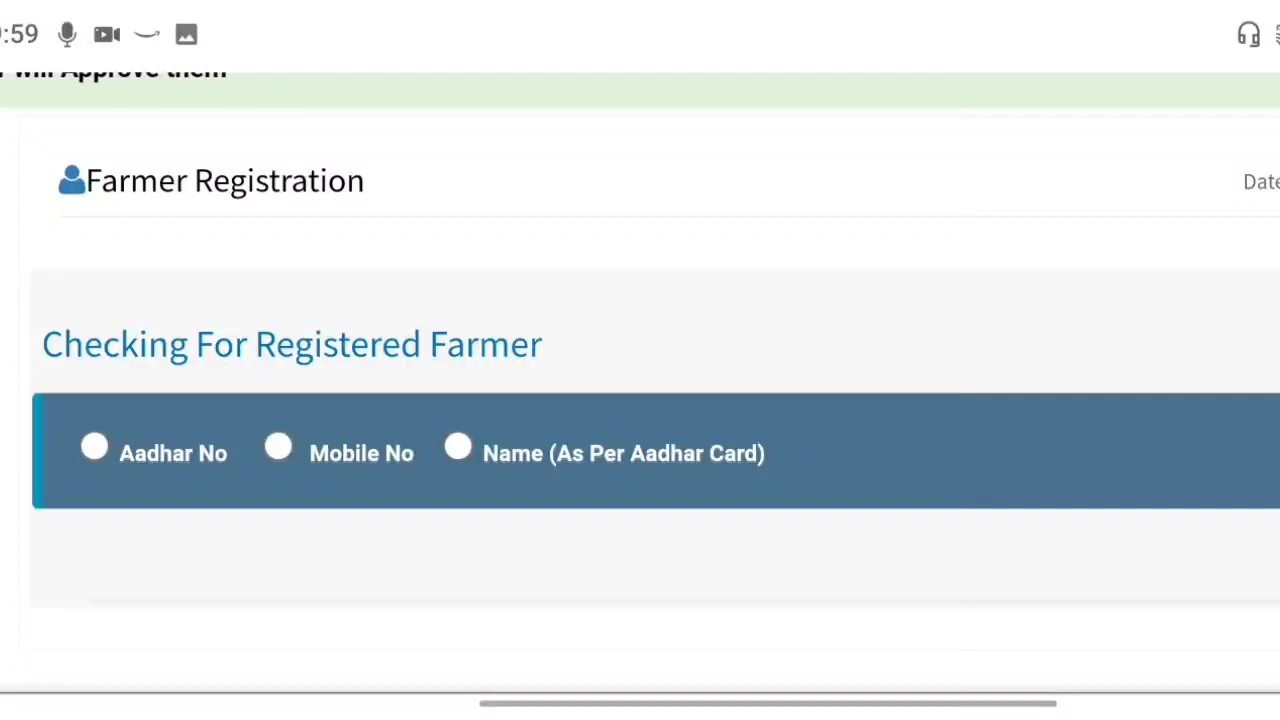 :59
will Approve them
Farmer Registration
Date
Checking For Registered Farmer
Aadhar No Mobile No Name (As Per Aadhar Card)